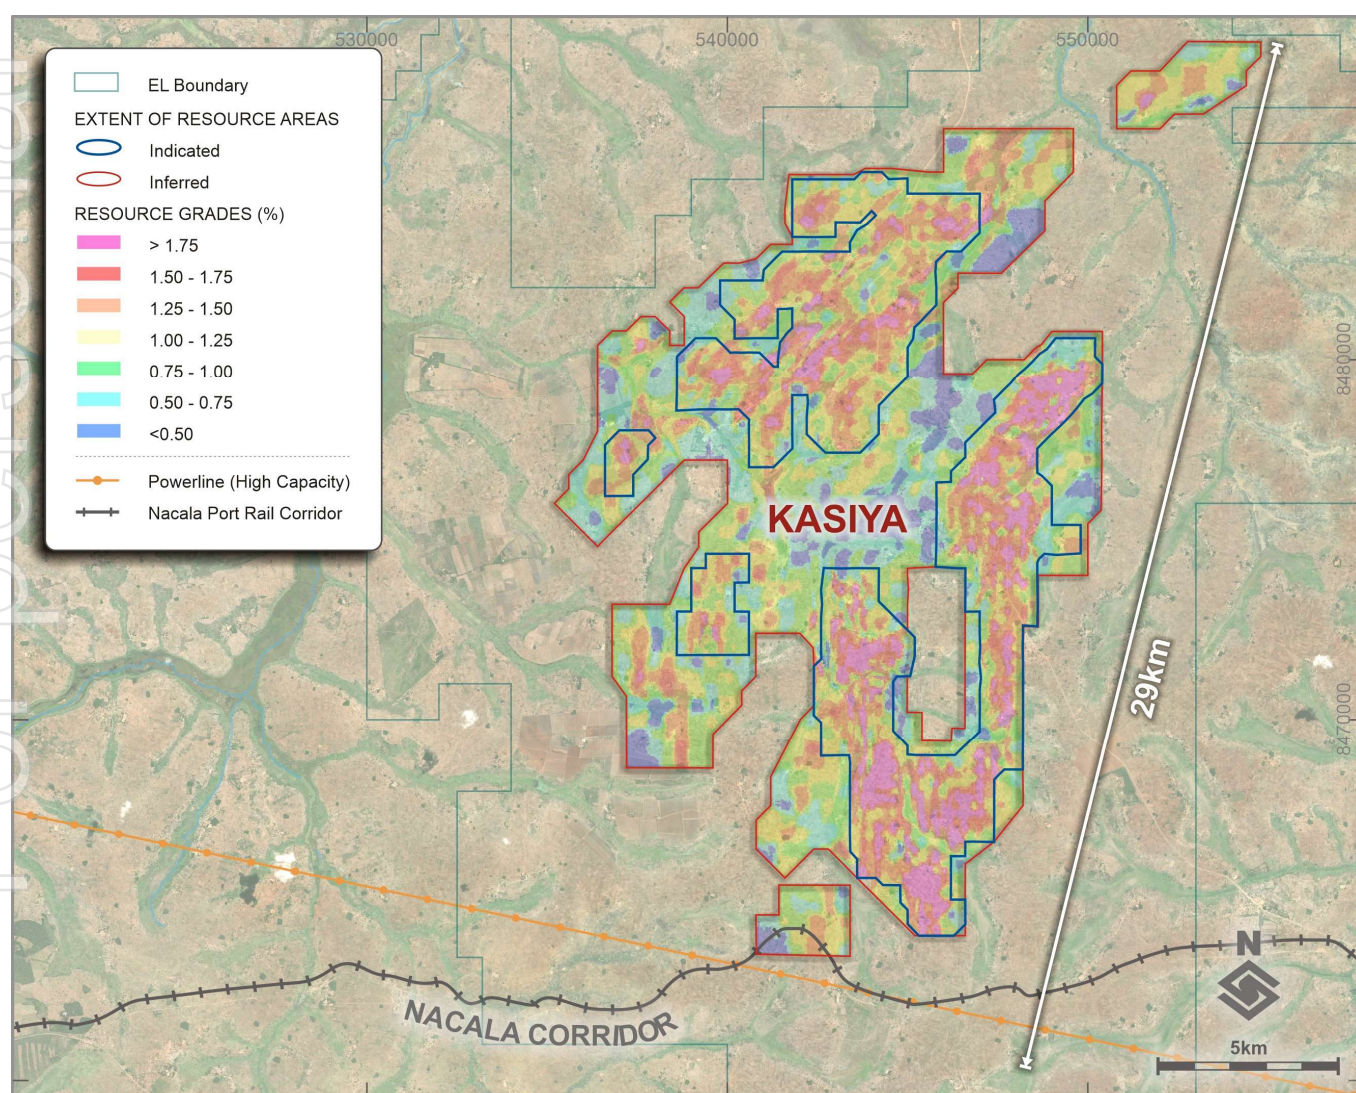 530000
540000
550000
EL Boundary
EXTENT OF RESOURCE AREAS
Indicated
Inferred
RESOURCE GRADES (%)
> 1.75
1.50 - 1.75
1.25 - 1.50
1.00 - 1.25
0.75 - 1.00
0.50 - 0.75
<0.50
Powerline (High Capacity)
Nacala Port Rail Corridor
8480000
KASIYA
29km
8470000
NACALA CORRIDOR
N
5km